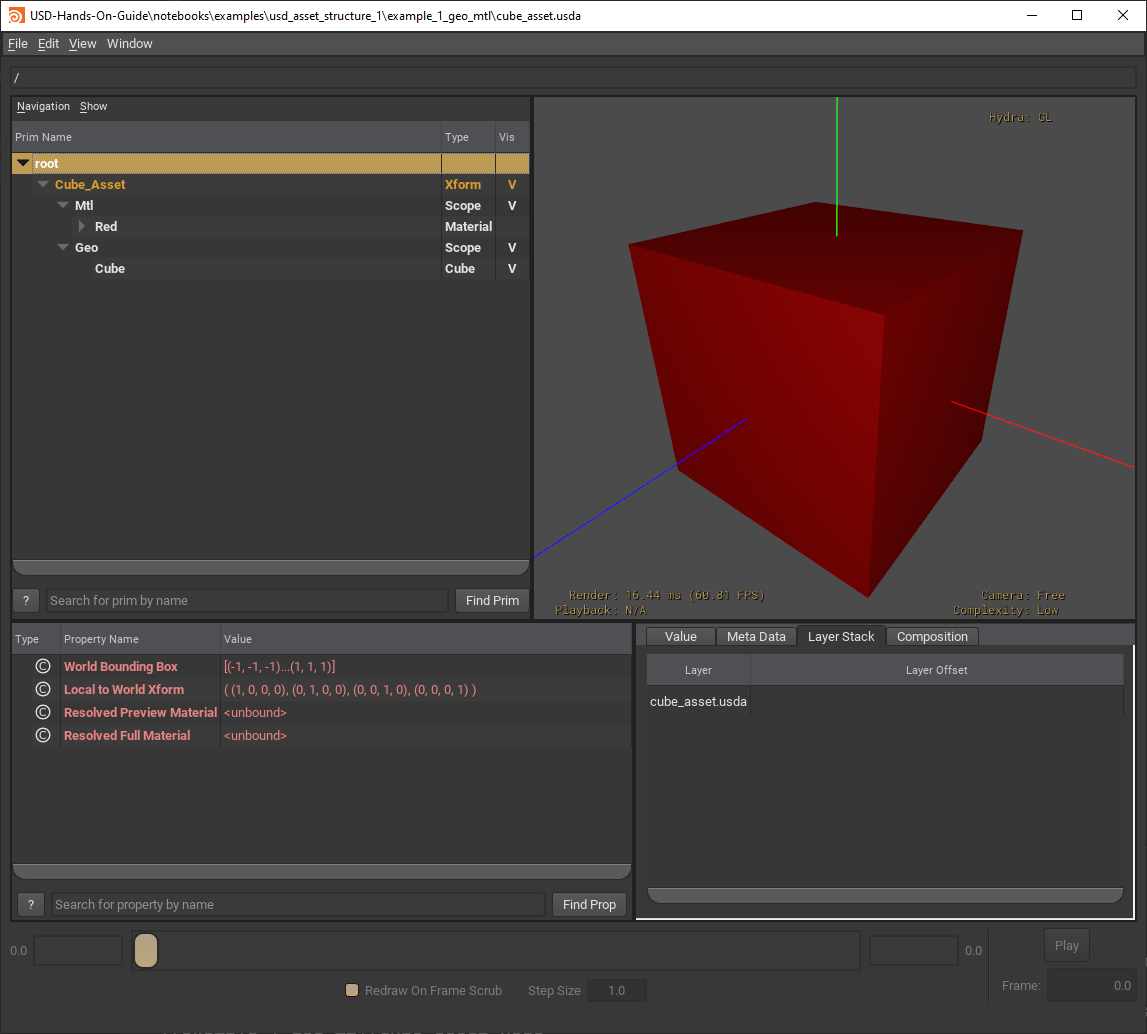 USD-Hands-On-Guide\notebooks\examples\usd_asset_structure_1\example_1_geo_mtl\cube_asset.usda
File Edit View Window
/
Navigation Show
Prim Name Type Vis
root
Cube_Asset Xform V
Mtl Scope V
Red Material
Geo Scope V
Cube Cube V
? Search for prim by name Find Prim
Hydra: GL
Render: 16.44 ms (60.81 FPS)
Playback: N/A
Camera: Free
Complexity: Low
Type Property Name Value
C World Bounding Box [(-1, -1, -1)...(1, 1, 1)]
C Local to World Xform ( (1, 0, 0, 0), (0, 1, 0, 0), (0, 0, 1, 0), (0, 0, 0, 1) )
C Resolved Preview Material <unbound>
C Resolved Full Material <unbound>
? Search for property by name Find Prop
Value Meta Data Layer Stack Composition
Layer Layer Offset
cube_asset.usda
0.0 0.0 Play
Redraw On Frame Scrub Step Size 1.0 Frame: 0.0